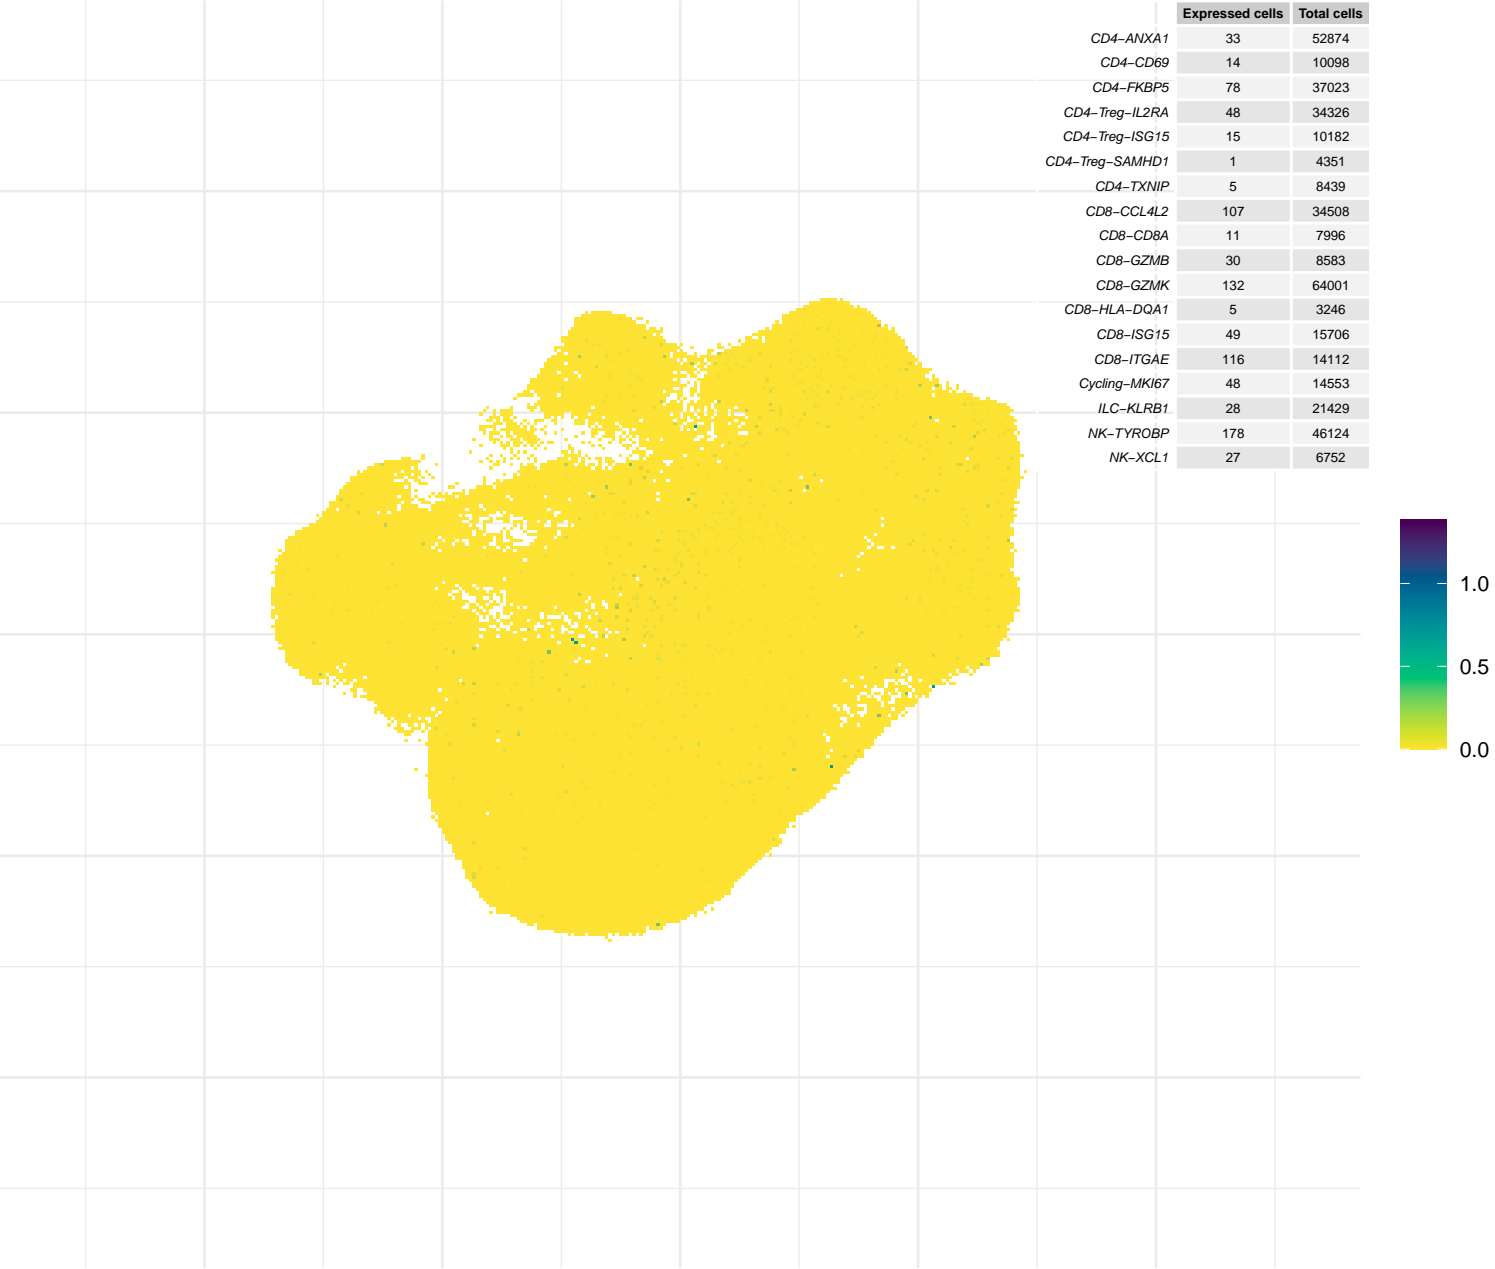 Expressed cells Total cells
CD4−ANXA1 33 52874
CD4−CD69 14 10098
CD4−FKBP5 78 37023
CD4−Treg−IL2RA 48 34326
CD4−Treg−ISG15 15 10182
CD4−Treg−SAMHD1 1 4351
CD4−TXNIP 5 8439
CD8−CCL4L2 107 34508
CD8−CD8A 11 7996
CD8−GZMB 30 8583
CD8−GZMK 132 64001
CD8−HLA−DQA1 5 3246
CD8−ISG15 49 15706
CD8−ITGAE 116 14112
Cycling−MKI67 48 14553
ILC−KLRB1 28 21429
NK−TYROBP 178 46124
NK−XCL1 27 6752
1.0
0.5
0.0